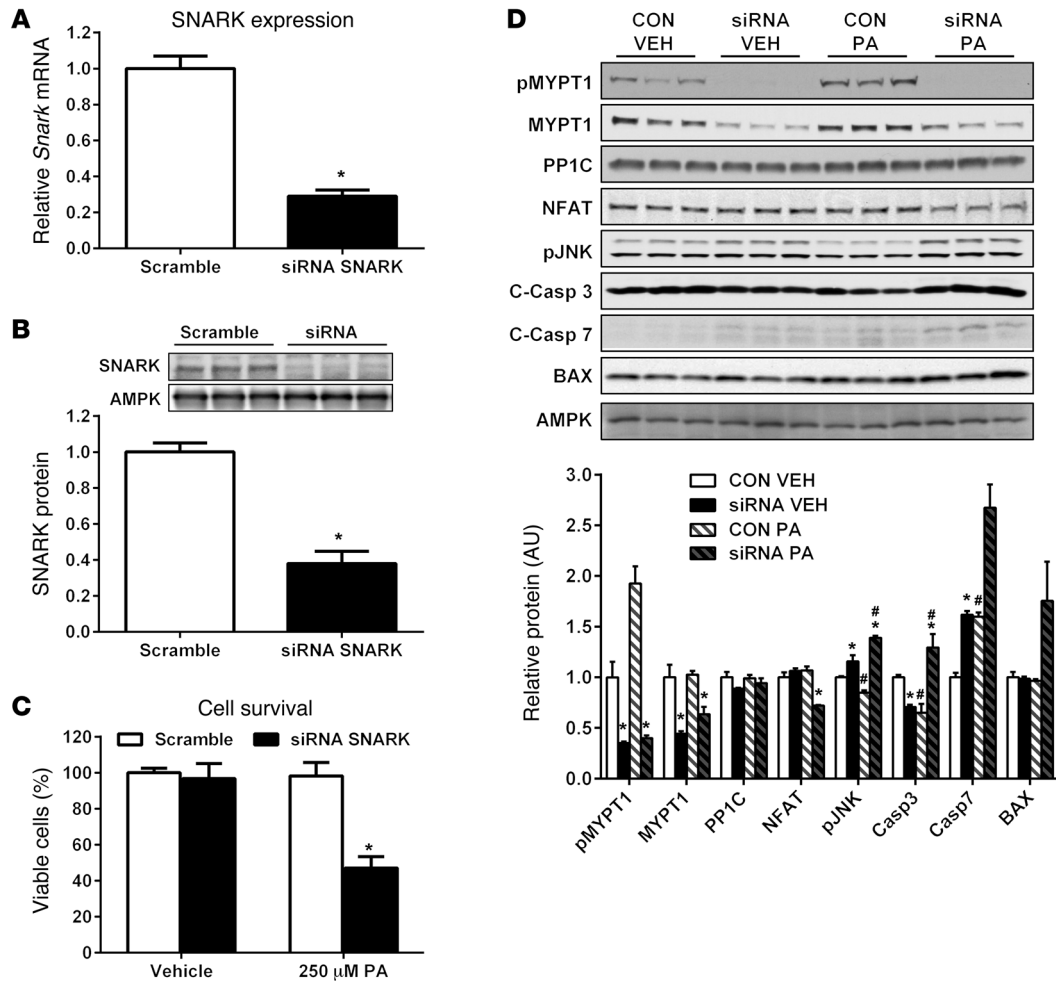 A
SNARK expression
Relative Snark mRNA
1.2
1.0
0.8
0.6
0.4
0.2
0.0
*
Scramble
siRNA SNARK
B
Scramble
siRNA
SNARK
AMPK
SNARK protein
1.2
1.0
0.8
0.6
0.4
0.2
0.0
*
Scramble
siRNA SNARK
C
Cell survival
Scramble
siRNA SNARK
Viable cells (%)
120
100
80
60
40
20
0
*
Vehicle
250 μM PA
D
CON VEH
siRNA VEH
CON PA
siRNA PA
pMYPT1
MYPT1
PP1C
NFAT
pJNK
C-Casp 3
C-Casp 7
BAX
AMPK
Relative protein (AU)
3.0
2.5
2.0
1.5
1.0
0.5
0.0
CON VEH
siRNA VEH
CON PA
siRNA PA
* *
* *
*
* # # *
* # # *
* #
pMYPT1
MYPT1
PP1C
NFAT
pJNK
Casp3
Casp7
BAX